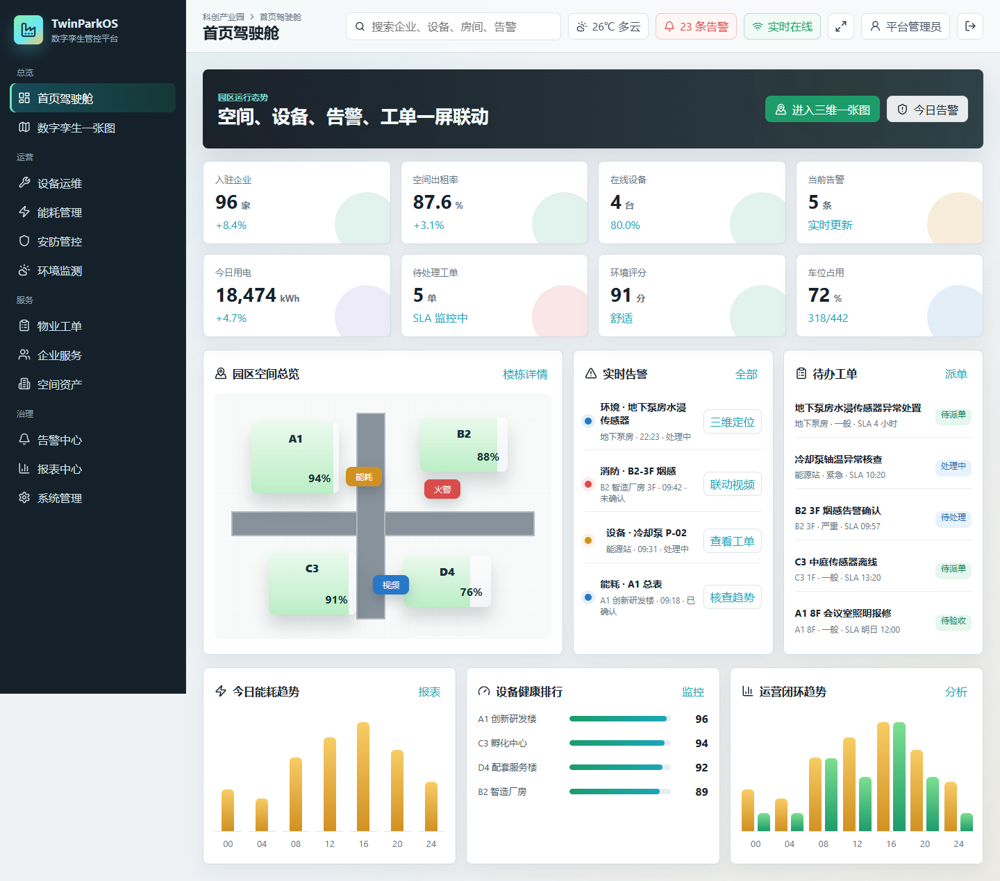 TwinParkOS
数字孪生管控平台
总览
首页驾驶舱
数字孪生一张图
运营
设备运维
能耗管理
安防管控
环境监测
服务
物业工单
企业服务
空间资产
治理
告警中心
报表中心
系统管理
科创产业园 > 首页驾驶舱
首页驾驶舱
搜索企业、设备、房间、告警
26℃ 多云
23 条告警
实时在线
平台管理员
园区运行态势
空间、设备、告警、工单一屏联动
进入三维一张图
今日告警
入驻企业
96 家
+8.4%
空间出租率
87.6 %
+3.1%
在线设备
4 台
80.0%
当前告警
5 条
实时更新
今日用电
18,474 kWh
+4.7%
待处理工单
5 单
SLA 监控中
环境评分
91 分
舒适
车位占用
72 %
318/442
园区空间总览
楼栋详情
A1
94%
B2
88%
能耗
火警
C3
91%
视频
D4
76%
实时告警
全部
环境 · 地下泵房水浸
传感器
地下泵房 · 22:23 · 处理中
三维定位
消防 · B2-3F 烟感
B2 智造厂房 3F · 09:42 ·
未确认
联动视频
设备 · 冷却泵 P-02
能源站 · 09:31 · 处理中
查看工单
能耗 · A1 总表
A1 创新研发楼 · 09:18 · 已
确认
核查趋势
待办工单
派单
地下泵房水浸传感器异常处置
地下泵房 · 一般 · SLA 4 小时
待派单
冷却泵轴温异常核查
能源站 · 紧急 · SLA 10:20
处理中
B2 3F 烟感告警确认
B2 3F · 严重 · SLA 09:57
待处理
C3 中庭传感器离线
C3 1F · 一般 · SLA 13:20
待派单
A1 8F 会议室照明报修
A1 8F · 一般 · SLA 明日 12:00
待验收
今日能耗趋势
报表
00 04 08 12 16 20 24
设备健康排行
监控
A1 创新研发楼 96
C3 孵化中心 94
D4 配套服务楼 92
B2 智造厂房 89
运营闭环趋势
分析
00 04 08 12 16 20 24